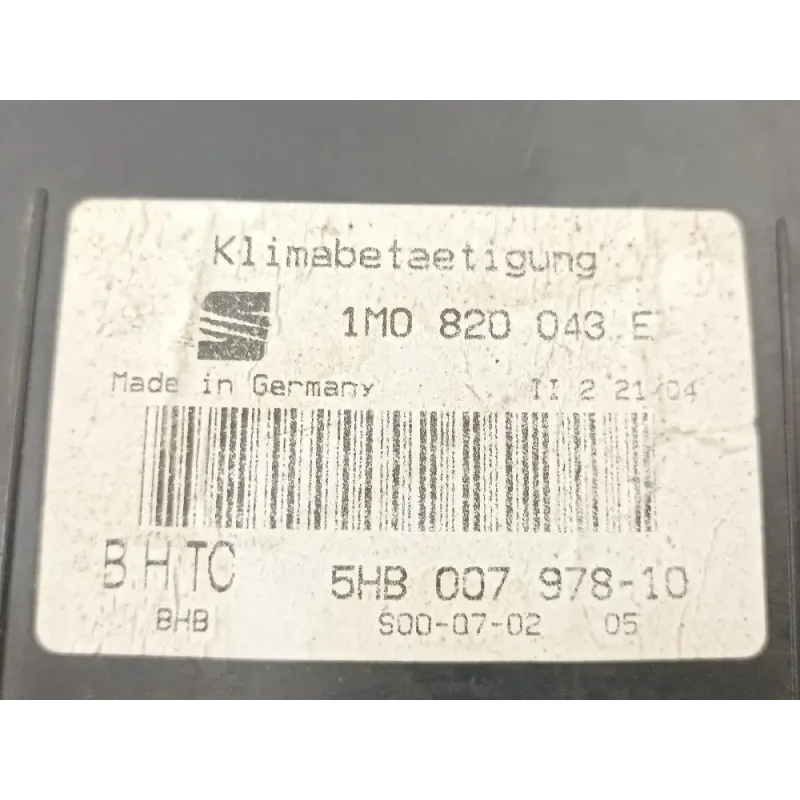 Klimabetaetigung
1M0 820 043 E
Made in Germany II 2 21/04
B.H.TC 5HB 007 978-10
BHB S00-07-02 05